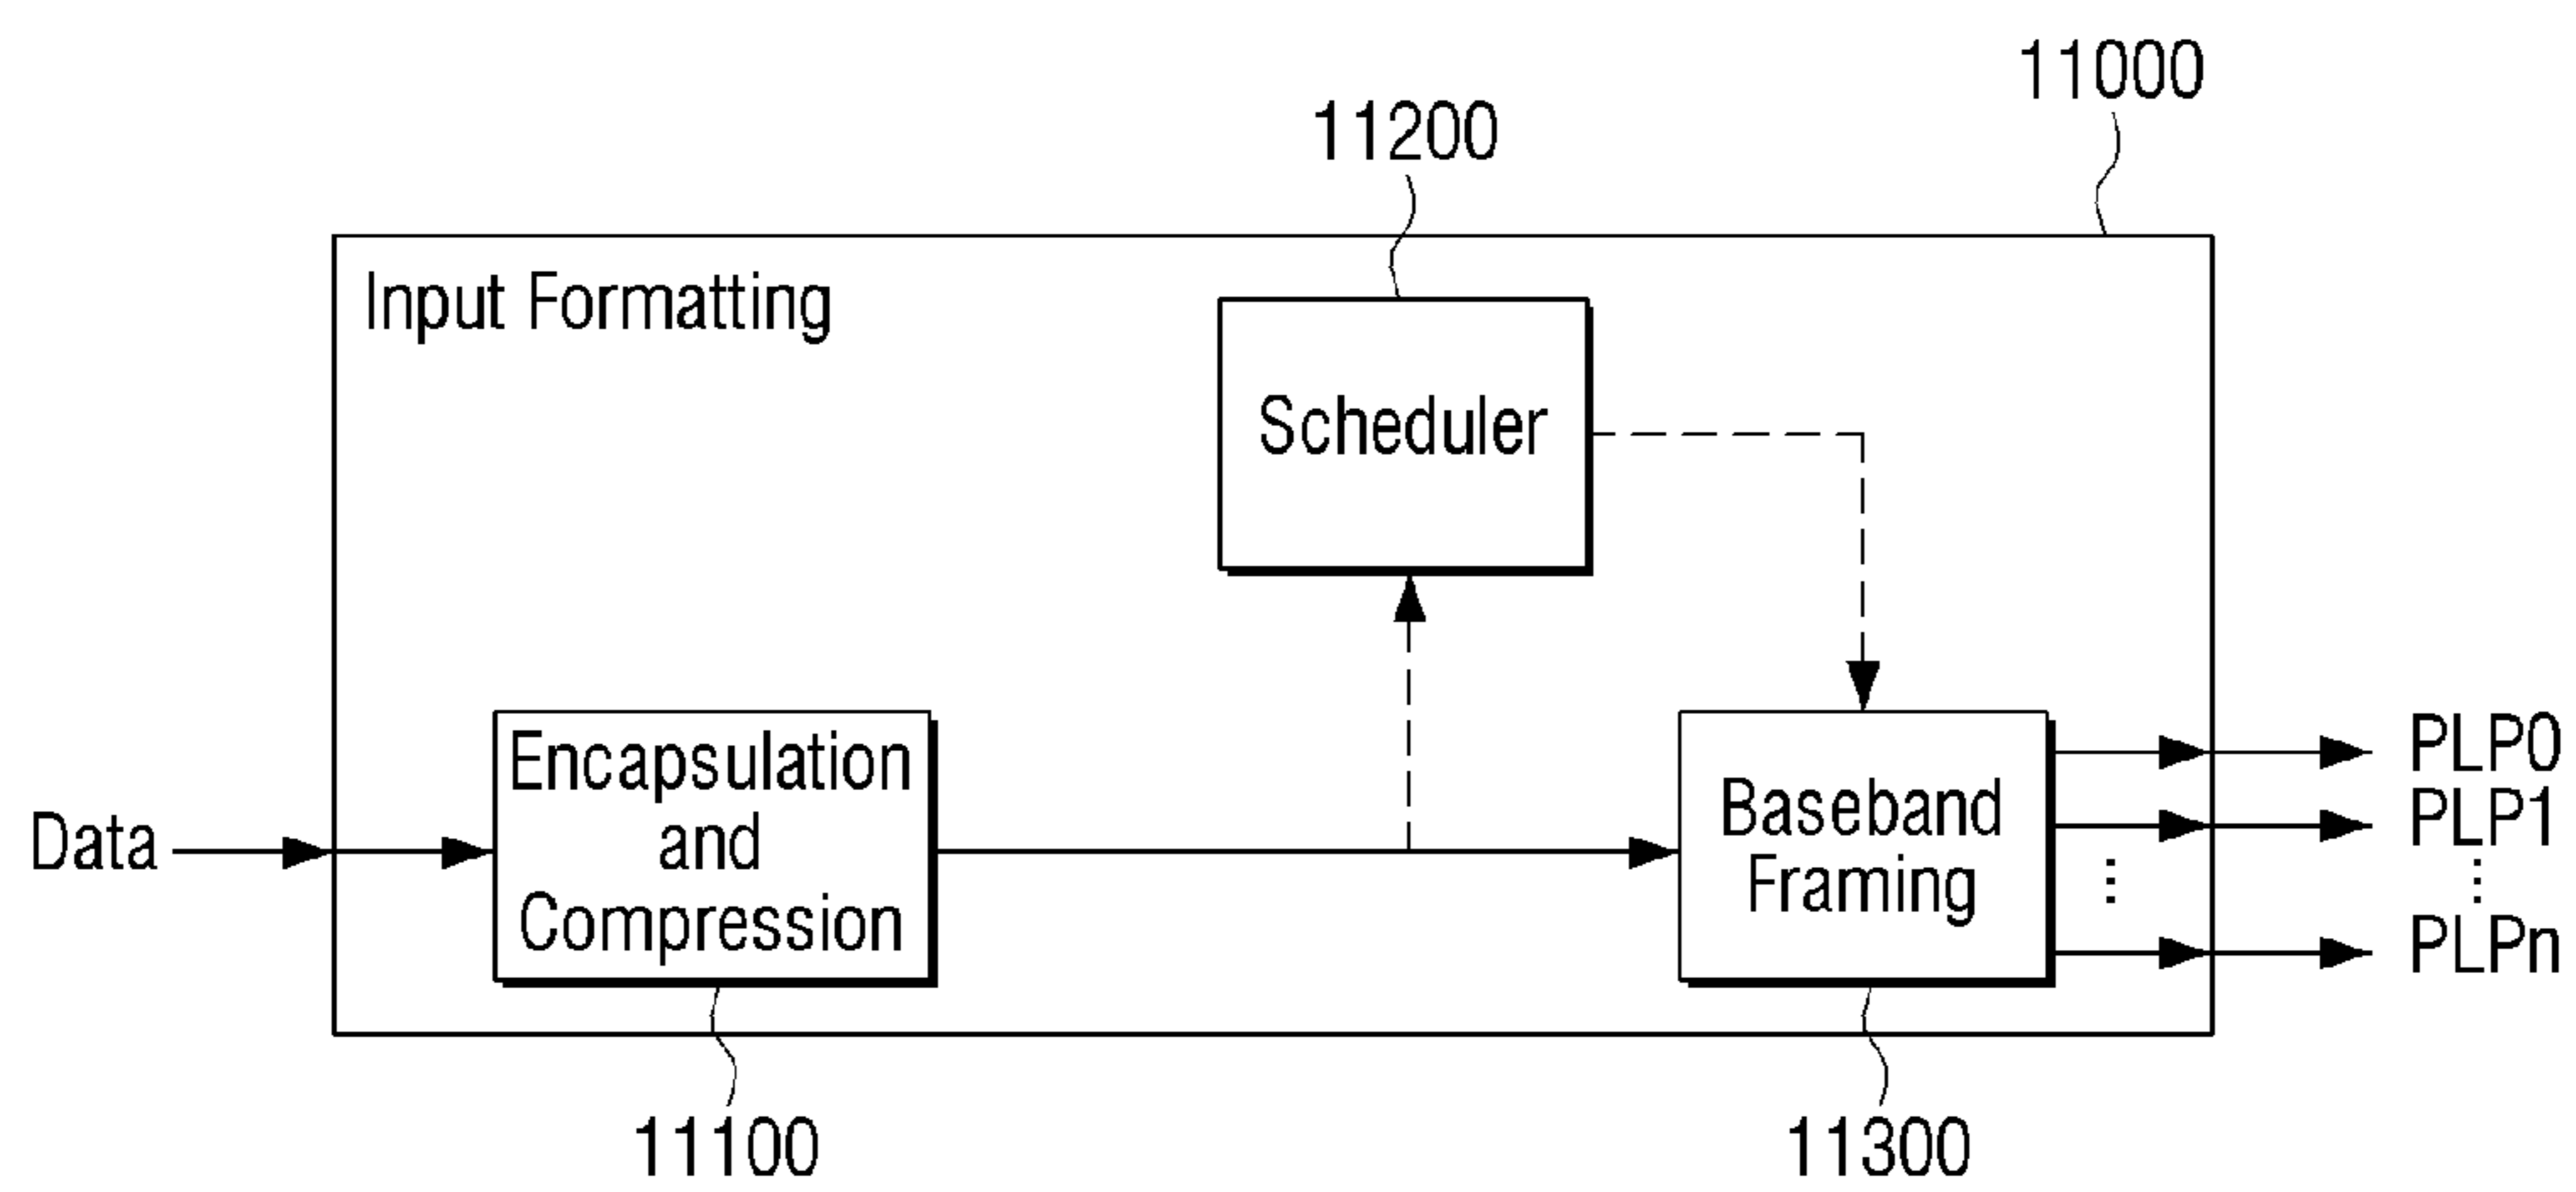 11000
11200
Input Formatting
Scheduler
Encapsulation
and
Compression
Data
Baseband
Framing
PLP0
PLP1
⋮
PLPn
11100
11300